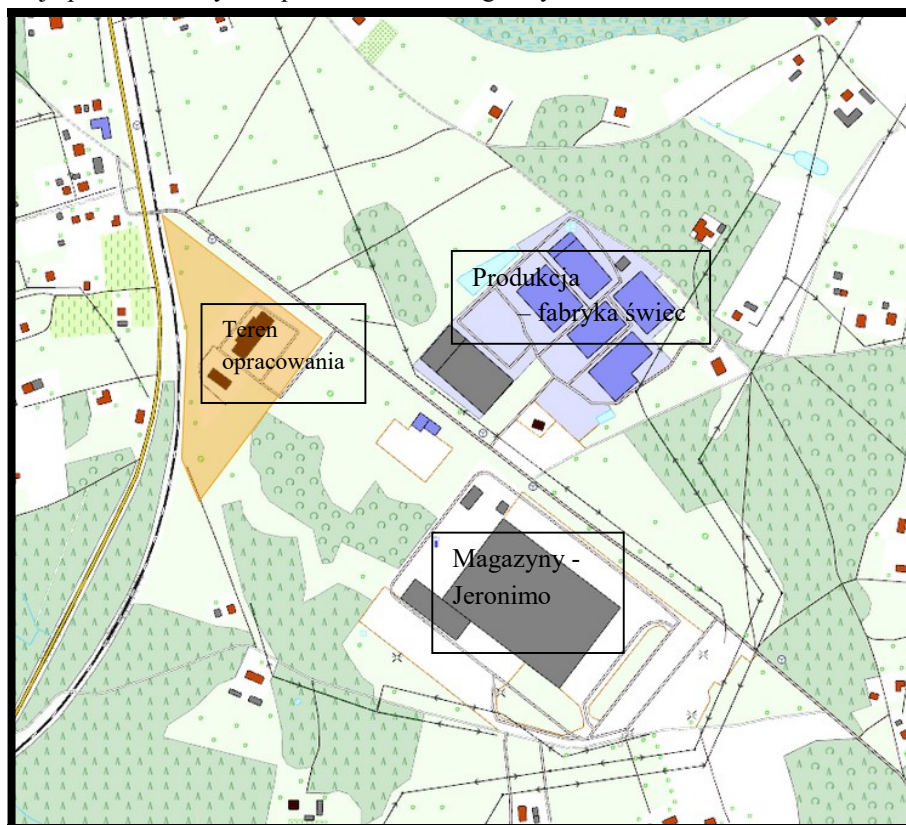 Produkcja
– fabryka świec
Teren
opracowania
Magazyny -
Jeronimo